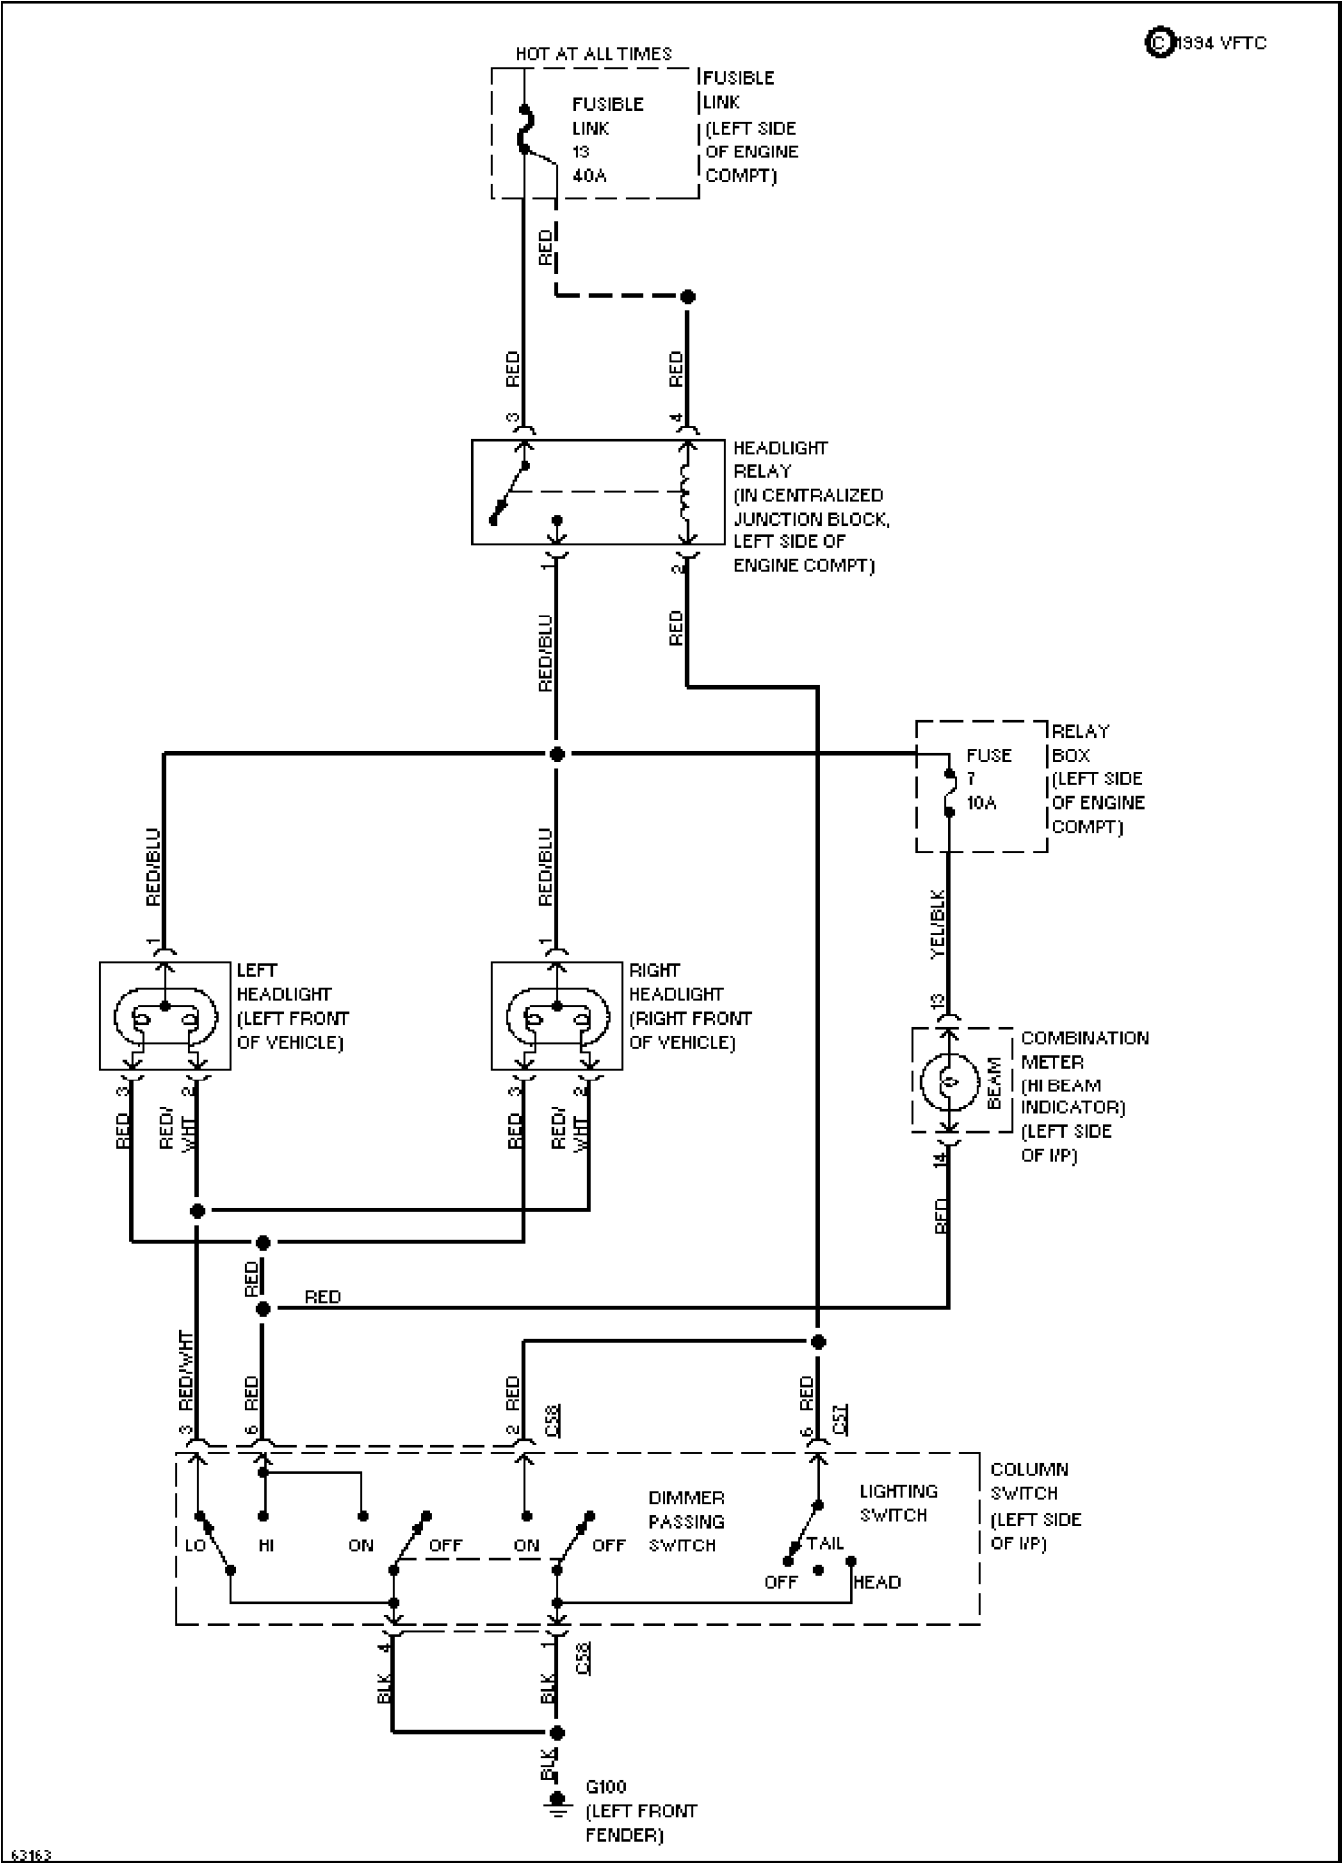 © 1994 VFTC
HOT AT ALL TIMES
FUSIBLE
LINK
(LEFT SIDE
OF ENGINE
COMPT)
FUSIBLE
LINK
13
40A
RED
RED
RED
3
4
HEADLIGHT
RELAY
(IN CENTRALIZED
JUNCTION BLOCK,
LEFT SIDE OF
ENGINE COMPT)
1
2
RED/BLU
RED
RELAY
BOX
(LEFT SIDE
OF ENGINE
COMPT)
FUSE
7
10A
RED/BLU
RED/BLU
YEL/BLK
1
1
13
LEFT
HEADLIGHT
(LEFT FRONT
OF VEHICLE)
RIGHT
HEADLIGHT
(RIGHT FRONT
OF VEHICLE)
COMBINATION
METER
(HI BEAM
INDICATOR)
(LEFT SIDE
OF I/P)
BEAM
3
2
3
2
14
RED
RED/
WHT
RED
RED/
WHT
RED
RED
RED
RED/WHT
RED
RED
RED
3
6
2
C58
6
C57
COLUMN
SWITCH
(LEFT SIDE
OF I/P)
LIGHTING
SWITCH
DIMMER
PASSING
SWITCH
LO
HI
ON
OFF
ON
OFF
TAIL
OFF
HEAD
4
1
C58
BLK
BLK
BLK
G100
(LEFT FRONT
FENDER)
63163